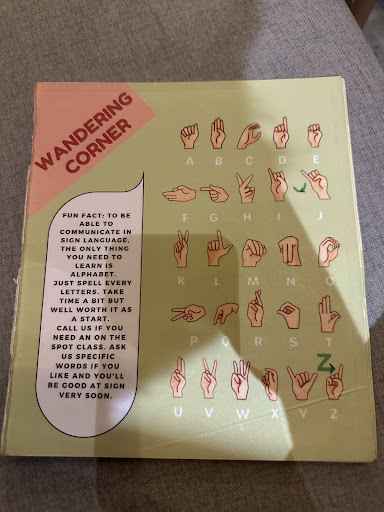 WANDERING
CORNER
FUN FACT: TO BE
ABLE TO
COMMUNICATE IN
SIGN LANGUAGE,
THE ONLY THING
YOU NEED TO
LEARN IS
ALPHABET.
JUST SPELL EVERY
LETTERS. TAKE
TIME A BIT BUT
WELL WORTH IT AS
A START.
CALL US IF YOU
NEED AN ON THE
SPOT CLASS. ASK
US SPECIFIC
WORDS IF YOU
LIKE AND YOU'LL
BE GOOD AT SIGN
VERY SOON.
A B C D E
F G H I J
K L M N O
P Q R S T
Z
U V W X Y Z